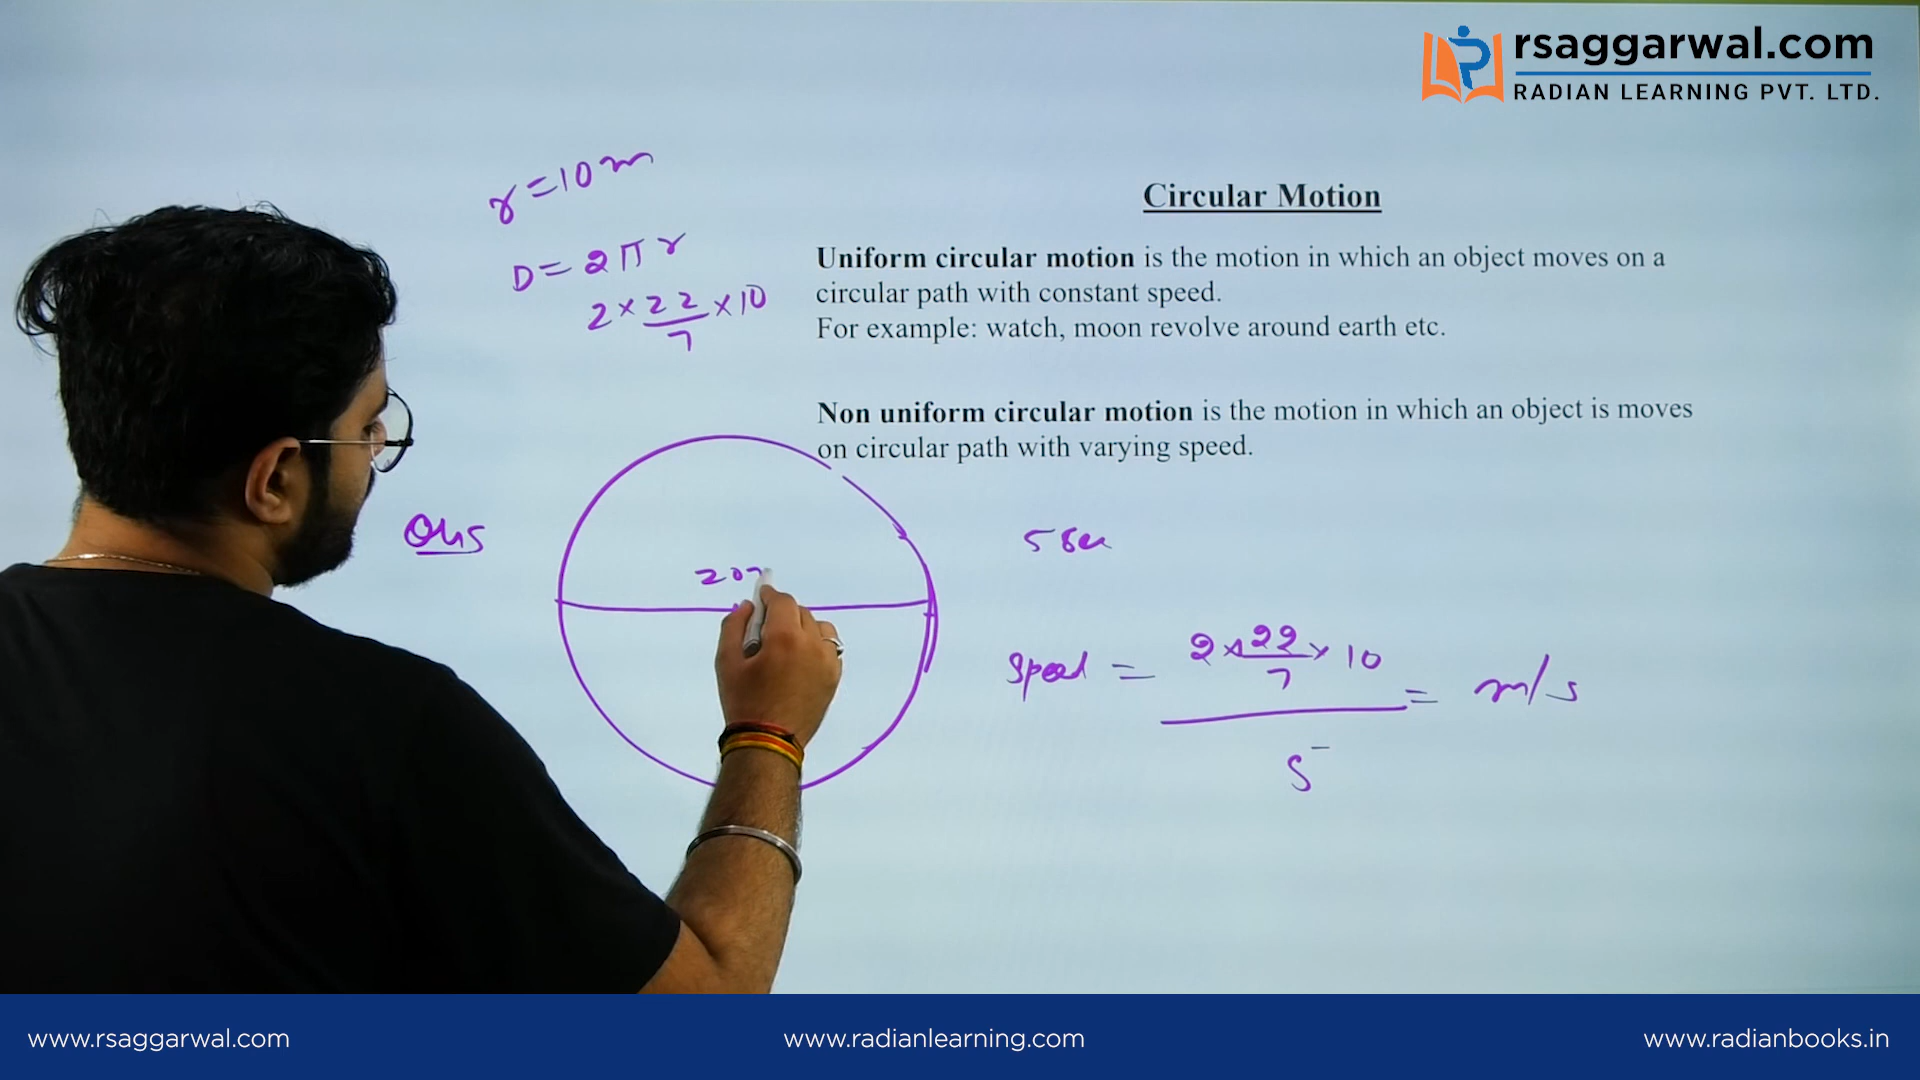 rsaggarwal.com
RADIAN LEARNING PVT. LTD.
r = 10 m
D = 2πr
2 × 22/7 × 10
Circular Motion
Uniform circular motion is the motion in which an object moves on a
circular path with constant speed.
For example: watch, moon revolve around earth etc.
Non uniform circular motion is the motion in which an object is moves
on circular path with varying speed.
5 sec
20
Speed = (2 × 22/7 × 10) / 5 = m/s
www.rsaggarwal.com
www.radianlearning.com
www.radianbooks.in